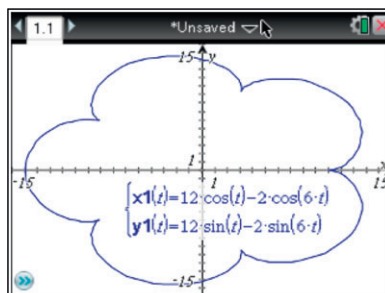 1.1 *Unsaved
15 y
1 x
-15 1 15
x1(t)=12·cos(t)-2·cos(6·t)
y1(t)=12·sin(t)-2·sin(6·t)
-15